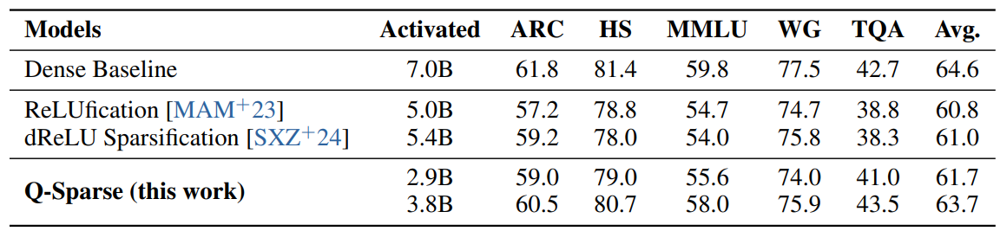 Models Activated ARC HS MMLU WG TQA Avg.
Dense Baseline 7.0B 61.8 81.4 59.8 77.5 42.7 64.6
ReLUfication [MAM+23] 5.0B 57.2 78.8 54.7 74.7 38.8 60.8
dReLU Sparsification [SXZ+24] 5.4B 59.2 78.0 54.0 75.8 38.3 61.0
Q-Sparse (this work)
2.9B 59.0 79.0 55.6 74.0 41.0 61.7
3.8B 60.5 80.7 58.0 75.9 43.5 63.7